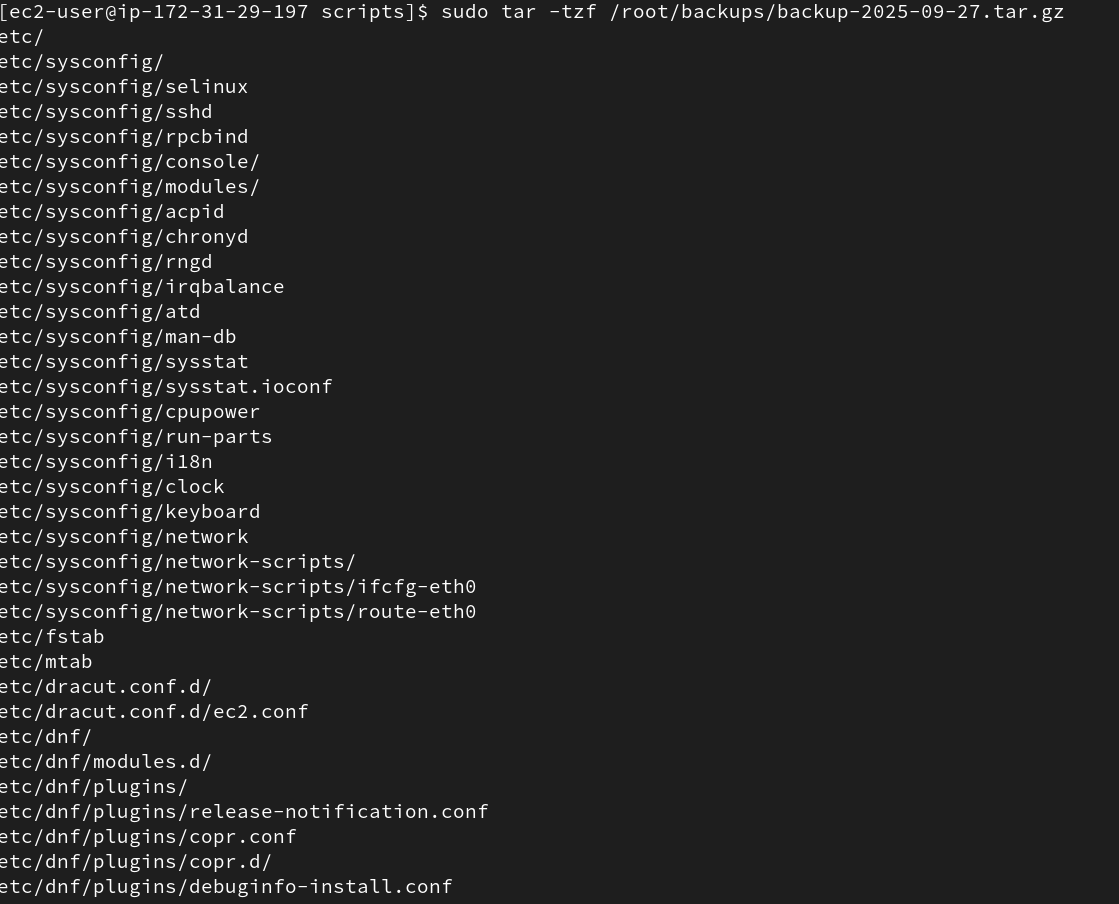 [ec2-user@ip-172-31-29-197 scripts]$ sudo tar -tzf /root/backups/backup-2025-09-27.tar.gz
etc/
etc/sysconfig/
etc/sysconfig/selinux
etc/sysconfig/sshd
etc/sysconfig/rpcbind
etc/sysconfig/console/
etc/sysconfig/modules/
etc/sysconfig/acpid
etc/sysconfig/chronyd
etc/sysconfig/rngd
etc/sysconfig/irqbalance
etc/sysconfig/atd
etc/sysconfig/man-db
etc/sysconfig/sysstat
etc/sysconfig/sysstat.ioconf
etc/sysconfig/cpupower
etc/sysconfig/run-parts
etc/sysconfig/i18n
etc/sysconfig/clock
etc/sysconfig/keyboard
etc/sysconfig/network
etc/sysconfig/network-scripts/
etc/sysconfig/network-scripts/ifcfg-eth0
etc/sysconfig/network-scripts/route-eth0
etc/fstab
etc/mtab
etc/dracut.conf.d/
etc/dracut.conf.d/ec2.conf
etc/dnf/
etc/dnf/modules.d/
etc/dnf/plugins/
etc/dnf/plugins/release-notification.conf
etc/dnf/plugins/copr.conf
etc/dnf/plugins/copr.d/
etc/dnf/plugins/debuginfo-install.conf